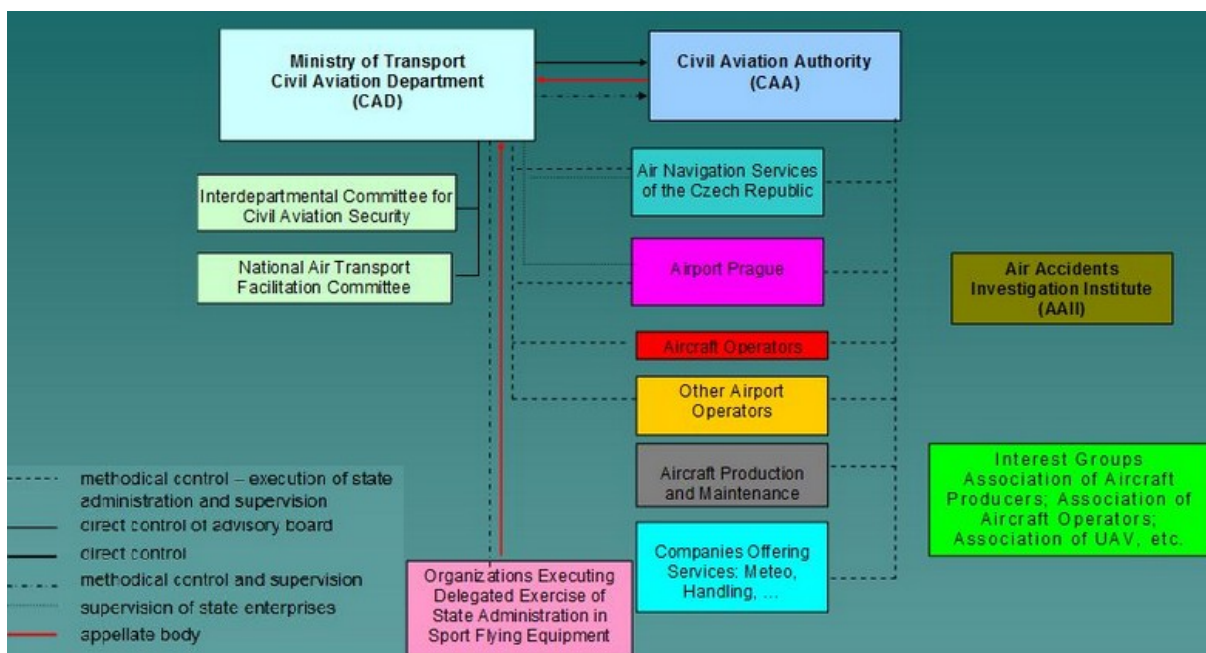 Ministry of Transport
Civil Aviation Department
(CAD)
Civil Aviation Authority
(CAA)
Interdepartmental Committee for
Civil Aviation Security
National Air Transport
Facilitation Committee
Air Navigation Services
of the Czech Republic
Airport Prague
Aircraft Operators
Other Airport
Operators
Aircraft Production
and Maintenance
Companies Offering
Services: Meteo,
Handling, ...
Air Accidents
Investigation Institute
(AAII)
Interest Groups
Association of Aircraft
Producers; Association of
Aircraft Operators;
Association of UAV, etc.
methodical control – execution of state
administration and supervision
direct control of advisory board
direct control
methodical control and supervision
supervision of state enterprises
appellate body
Organizations Executing
Delegated Exercise of
State Administration in
Sport Flying Equipment